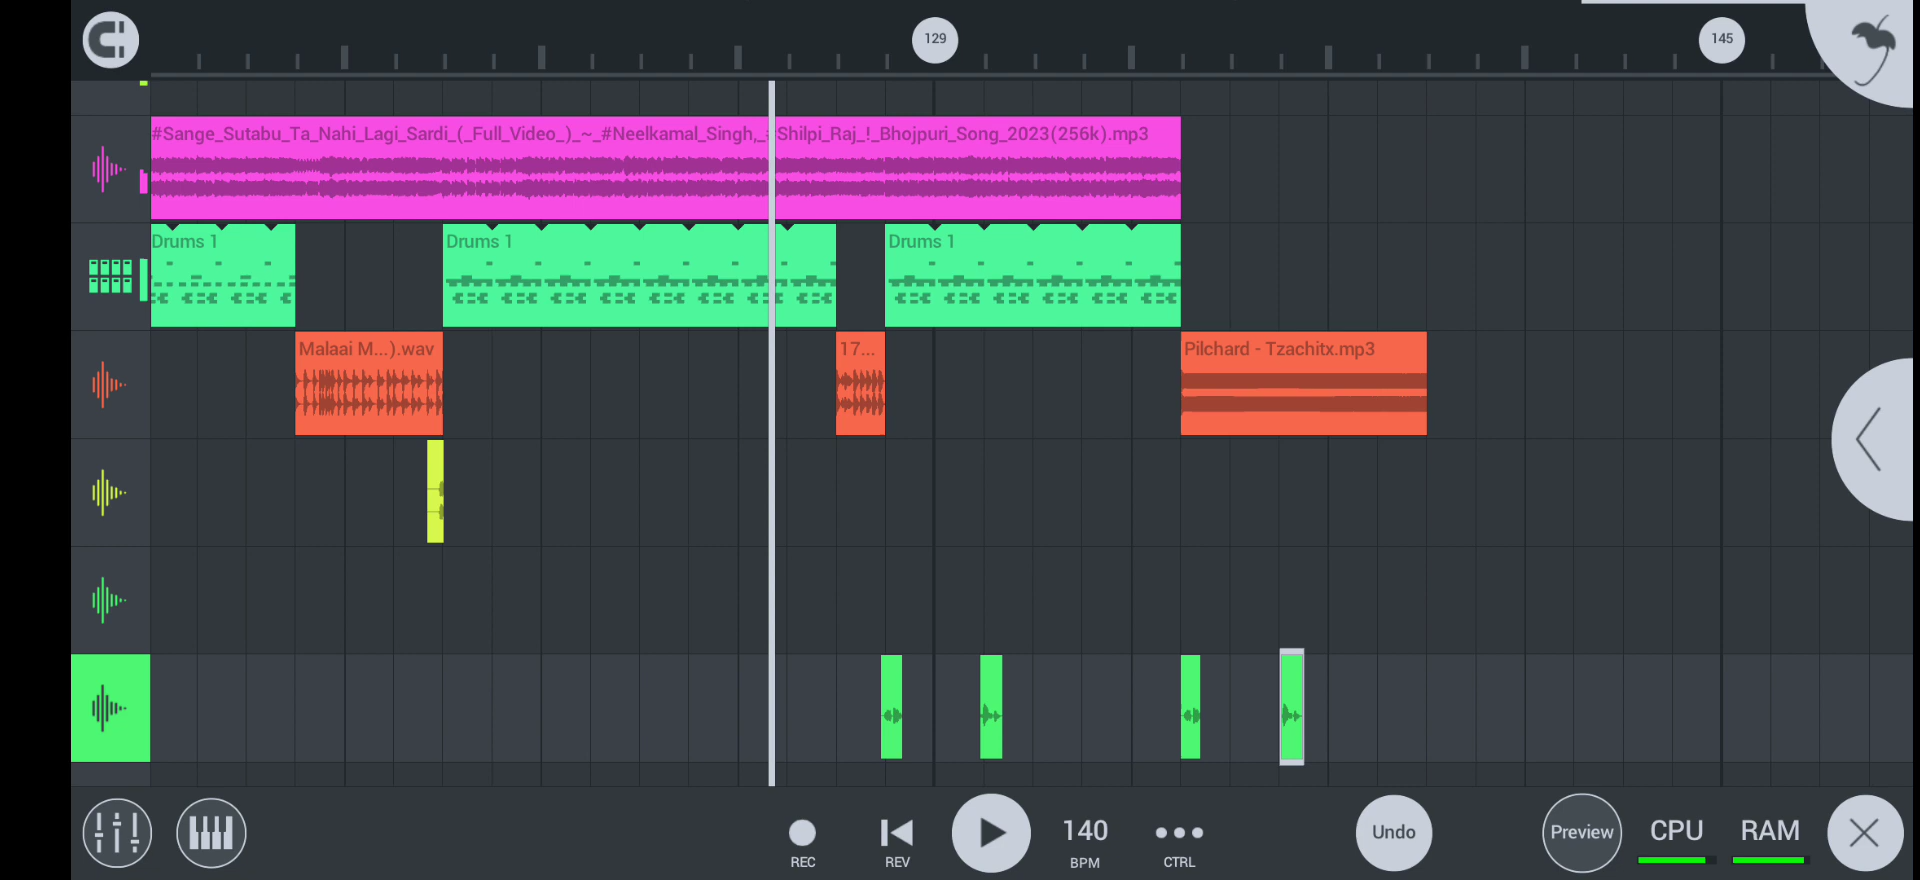 129
145
#Sange_Sutabu_Ta_Nahi_Lagi_Sardi_(_Full_Video_)_~_#Neelkamal_Singh,_#Shilpi_Raj_!_Bhojpuri_Song_2023(256k).mp3
Drums 1
Drums 1
Drums 1
Malaai M...).wav
17...
Pilchard - Tzachitx.mp3
REC
REV
140
BPM
CTRL
Undo
Preview
CPU
RAM